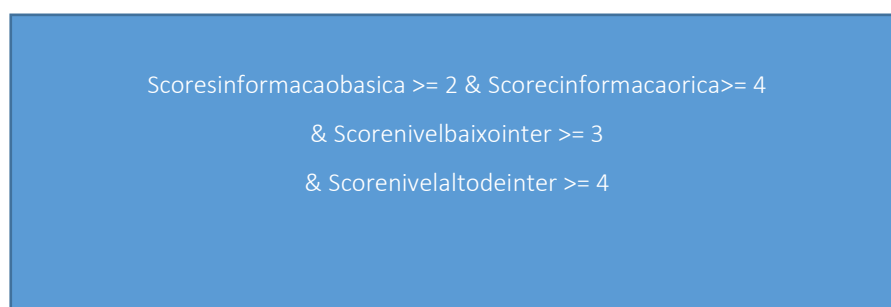 Scoresinformacaobasica >= 2 & Scorecinformacaorica>= 4
& Scorenivelbaixointer >= 3
& Scorenivelaltodeinter >= 4